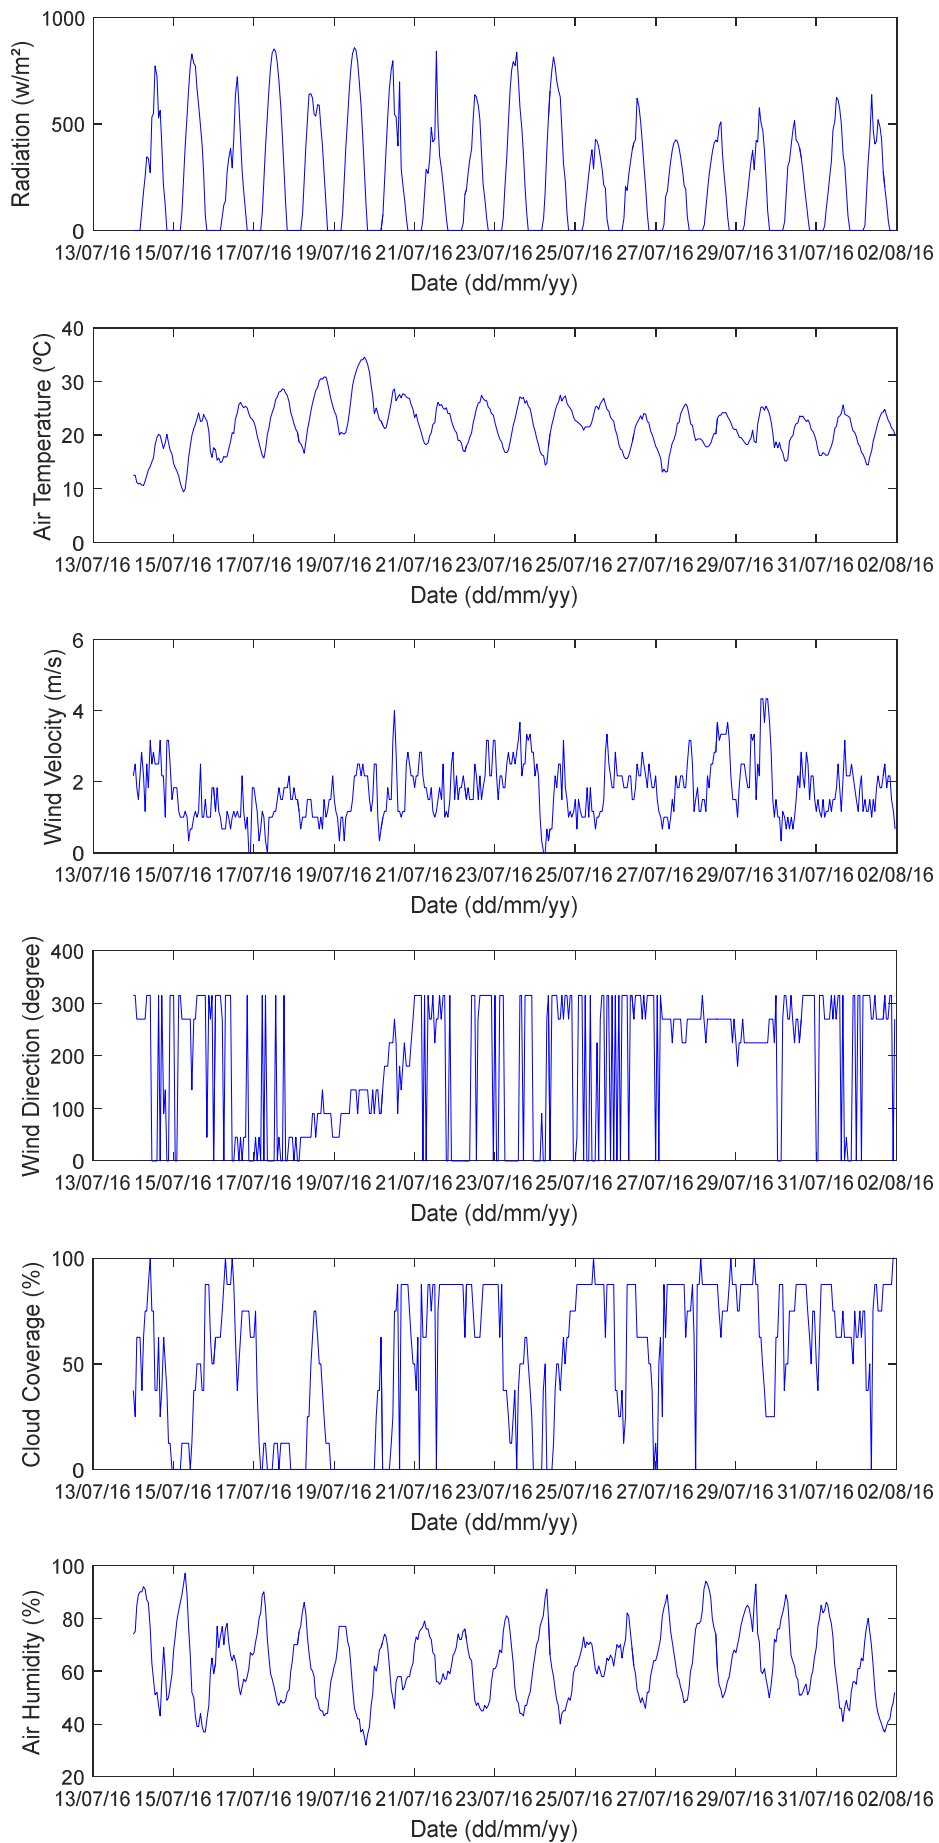 1000
500
0
Radiation (w/m²)
13/07/16 15/07/16 17/07/16 19/07/16 21/07/16 23/07/16 25/07/16 27/07/16 29/07/16 31/07/16 02/08/16
Date (dd/mm/yy)
40
30
20
10
0
Air Temperature (ºC)
13/07/16 15/07/16 17/07/16 19/07/16 21/07/16 23/07/16 25/07/16 27/07/16 29/07/16 31/07/16 02/08/16
Date (dd/mm/yy)
6
4
2
0
Wind Velocity (m/s)
13/07/16 15/07/16 17/07/16 19/07/16 21/07/16 23/07/16 25/07/16 27/07/16 29/07/16 31/07/16 02/08/16
Date (dd/mm/yy)
400
300
200
100
0
Wind Direction (degree)
13/07/16 15/07/16 17/07/16 19/07/16 21/07/16 23/07/16 25/07/16 27/07/16 29/07/16 31/07/16 02/08/16
Date (dd/mm/yy)
100
50
0
Cloud Coverage (%)
13/07/16 15/07/16 17/07/16 19/07/16 21/07/16 23/07/16 25/07/16 27/07/16 29/07/16 31/07/16 02/08/16
Date (dd/mm/yy)
100
80
60
40
20
Air Humidity (%)
13/07/16 15/07/16 17/07/16 19/07/16 21/07/16 23/07/16 25/07/16 27/07/16 29/07/16 31/07/16 02/08/16
Date (dd/mm/yy)